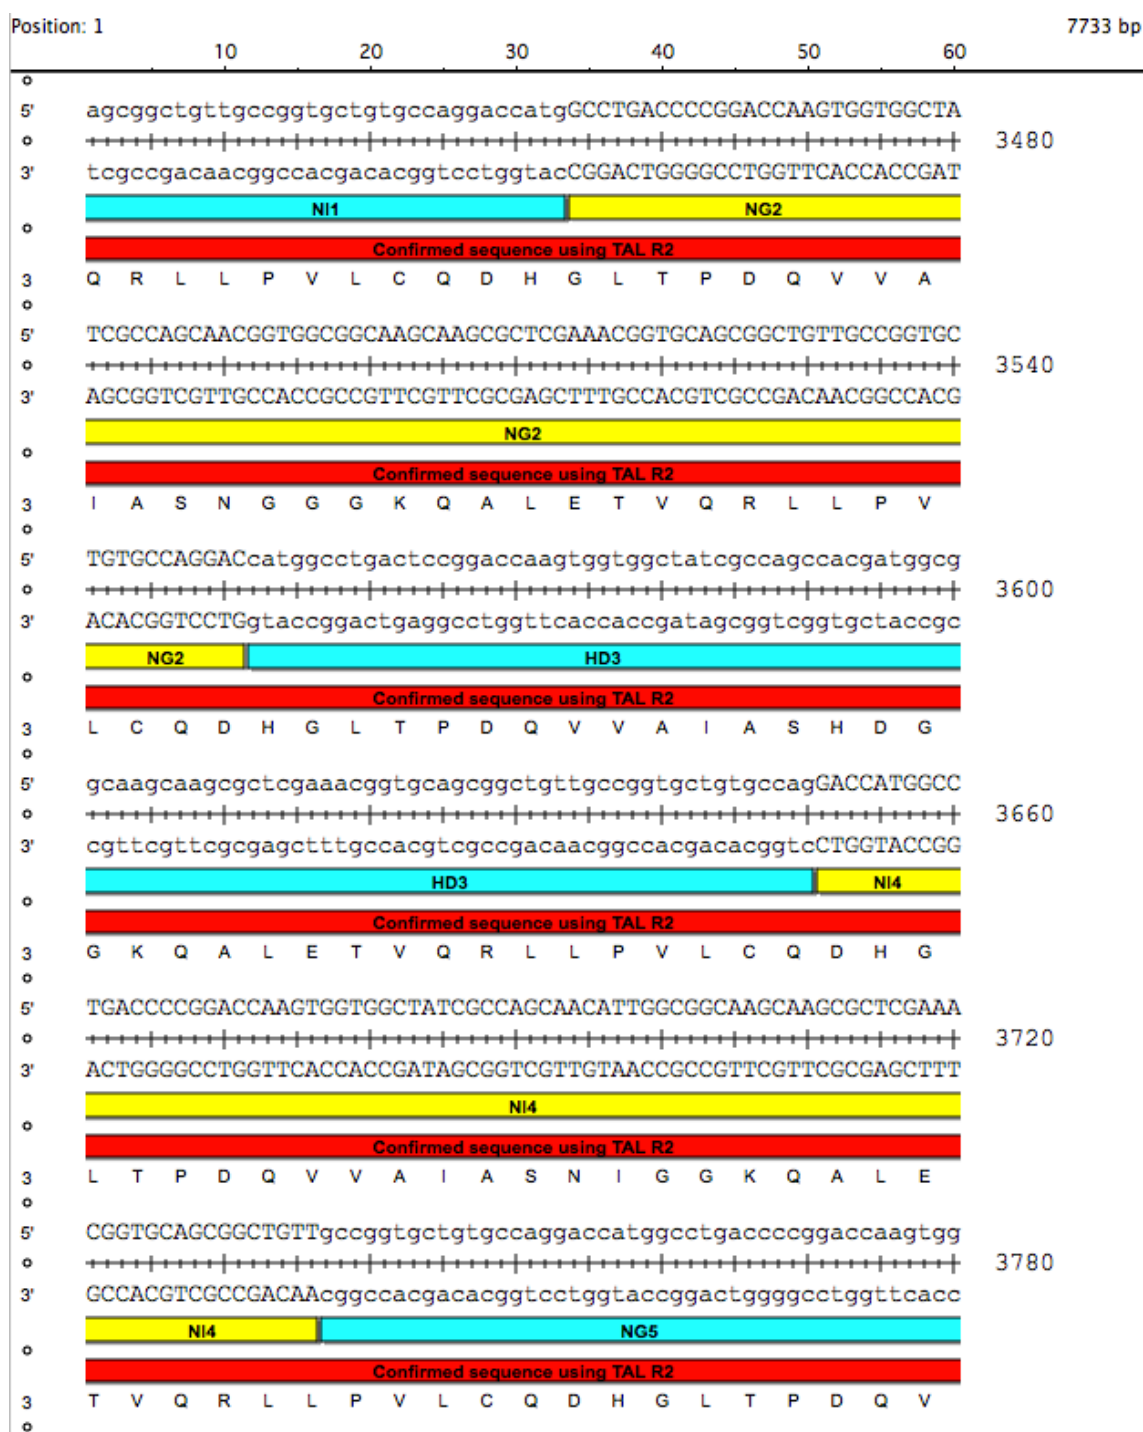 Position: 1 7733 bp
10 20 30 40 50 60
5' agcggctgttgccggtgctgtgccaggaccatgGCCTGACCCCGGACCAAGTGGTGGCTA
3480
3' tcgccgacaacggccacgacacggtcctggtacCGGACTGGGGCCTGGTTCACCACCGAT
NI1 NG2
Confirmed sequence using TAL R2
3 Q R L L P V L C Q D H G L T P D Q V V A
5' TCGCCAGCAACGGTGGCGGCAAGCAAGCGCTCGAAACGGTGCAGCGGCTGTTGCCGGTGC
3540
3' AGCGGTCGTTGCCACCGCCGTTCGTTCGCGAGCTTTGCCACGTCGCCGACAACGGCCACG
NG2
Confirmed sequence using TAL R2
3 I A S N G G G K Q A L E T V Q R L L P V
5' TGTGCCAGGACcatggcctgactccggaccaagtggtggctatcgccagccacgatggcg
3600
3' ACACGGTCCTGgtaccggactgaggcctggttcaccaccgatagcggtcggtgctaccgc
NG2 HD3
Confirmed sequence using TAL R2
3 L C Q D H G L T P D Q V V A I A S H D G
5' gcaagcaagcgctcgaaacggtgcagcggctgttgccggtgctgtgccagGACCATGGCC
3660
3' cgttcgttcgcgagctttgccacgtcgccgacaacggccacgacacggtcCTGGTACCGG
HD3 NI4
Confirmed sequence using TAL R2
3 G K Q A L E T V Q R L L P V L C Q D H G
5' TGACCCCGGACCAAGTGGTGGCTATCGCCAGCAACATTGGCGGCAAGCAAGCGCTCGAAA
3720
3' ACTGGGGCCTGGTTCACCACCGATAGCGGTCGTTGTAACCGCCGTTCGTTCGCGAGCTTT
NI4
Confirmed sequence using TAL R2
3 L T P D Q V V A I A S N I G G K Q A L E
5' CGGTGCAGCGGCTGTTgccggtgctgtgccaggaccatggcctgaccccggaccaagtgg
3780
3' GCCACGTCGCCGACAAcggccacgacacggtcctggtaccggactggggcctggttcacc
NI4 NG5
Confirmed sequence using TAL R2
3 T V Q R L L P V L C Q D H G L T P D Q V